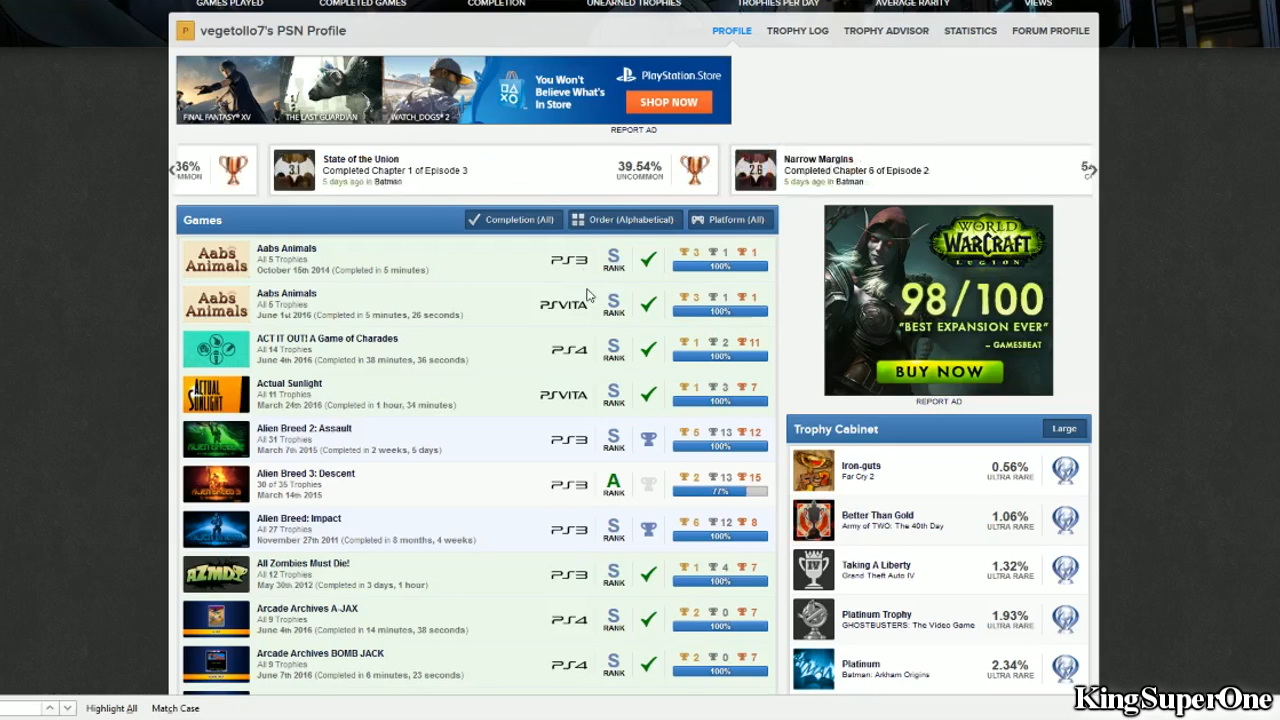 GAMES PLAYED COMPLETED GAMES COMPLETION UNEARNED TROPHIES TROPHIES PER DAY AVERAGE RARITY VIEWS
P vegetollo7's PSN Profile PROFILE TROPHY LOG TROPHY ADVISOR STATISTICS FORUM PROFILE
FINAL FANTASY XV THE LAST GUARDIAN WATCH_DOGS 2
You Won't
Believe What's
In Store
PlayStation Store
SHOP NOW
REPORT AD
36%
State of the Union
Completed Chapter 1 of Episode 3
5 days ago in Batman
3.1
39.54%
UNCOMMON
2.6
Narrow Margins
Completed Chapter 6 of Episode 2
5 days ago in Batman
Games Completion (All) Order (Alphabetical) Platform (All)
Aabs Animals
Aabs Animals
All 5 Trophies
October 15th 2014 (Completed in 5 minutes)
PS3 S RANK 3 1 1
100%
Aabs Animals
Aabs Animals
All 5 Trophies
June 1st 2016 (Completed in 5 minutes, 26 seconds)
PSVITA S RANK 3 1 1
100%
ACT IT OUT! A Game of Charades
All 14 Trophies
June 4th 2016 (Completed in 38 minutes, 36 seconds)
PS4 S RANK 1 2 11
100%
ACTUAL SUNLIGHT
Actual Sunlight
All 11 Trophies
March 24th 2016 (Completed in 1 hour, 34 minutes)
PSVITA S RANK 1 3 7
100%
Alien Breed 2: Assault
All 31 Trophies
March 7th 2015 (Completed in 2 weeks, 5 days)
PS3 S RANK 6 13 12
100%
Alien Breed 3: Descent
30 of 35 Trophies
March 14th 2015
PS3 A RANK 2 13 15
77%
Alien Breed: Impact
All 27 Trophies
November 27th 2011 (Completed in 8 months, 4 weeks)
PS3 S RANK 6 12 8
100%
AZMD!
All Zombies Must Die!
All 12 Trophies
May 30th 2012 (Completed in 3 days, 1 hour)
PS3 S RANK 1 4 7
100%
Arcade Archives A-JAX
All 9 Trophies
June 4th 2016 (Completed in 14 minutes, 38 seconds)
PS4 S RANK 2 0 7
100%
Arcade Archives BOMB JACK
All 9 Trophies
June 7th 2016 (Completed in 6 minutes, 23 seconds)
PS4 S RANK 2 0 7
100%
WORLD OF WARCRAFT
LEGION
98/100
"BEST EXPANSION EVER"
– GAMESBEAT
BUY NOW
REPORT AD
Trophy Cabinet Large
Iron-guts
Far Cry 2
0.56%
ULTRA RARE
Better Than Gold
Army of TWO: The 40th Day
1.06%
ULTRA RARE
Taking A Liberty
Grand Theft Auto IV
1.32%
ULTRA RARE
Platinum Trophy
GHOSTBUSTERS: The Video Game
1.93%
ULTRA RARE
Platinum
Batman: Arkham Origins
2.34%
ULTRA RARE
Highlight All Match Case
KingSuperOne